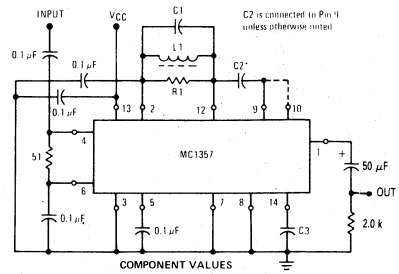 INPUT
VCC
C1
C2 is connected to Pin 9
unless otherwise noted
L1
0.1 µF
0.1 µF
R1
C2*
0.1 µF
13
2
12
9
10
4
51
MC1357
1
+
50 µF
6
OUT
3
5
7
8
14
0.1 µF
0.1 µF
C3
2.0 k
COMPONENT VALUES